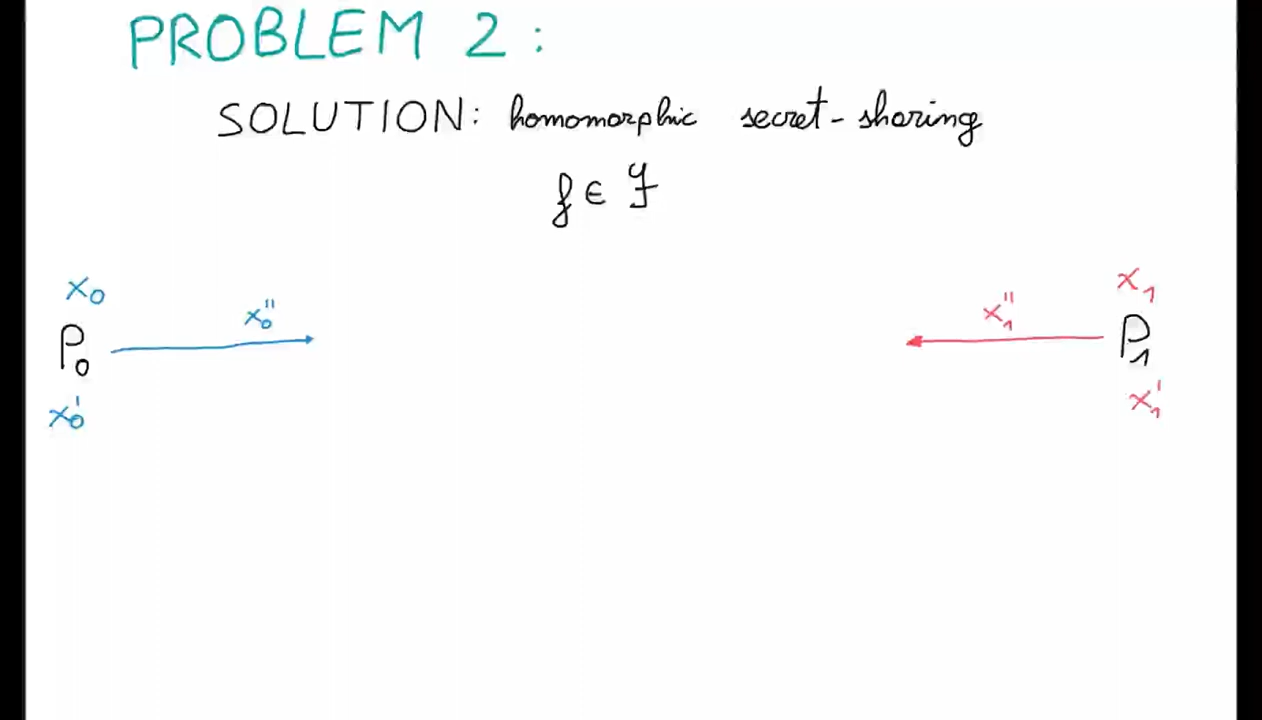 PROBLEM 2 :
SOLUTION: homomorphic secret-sharing
f ∈ F
x₀
x₀''
x₁''
x₁
P₀
P₁
x₀'
x₁'